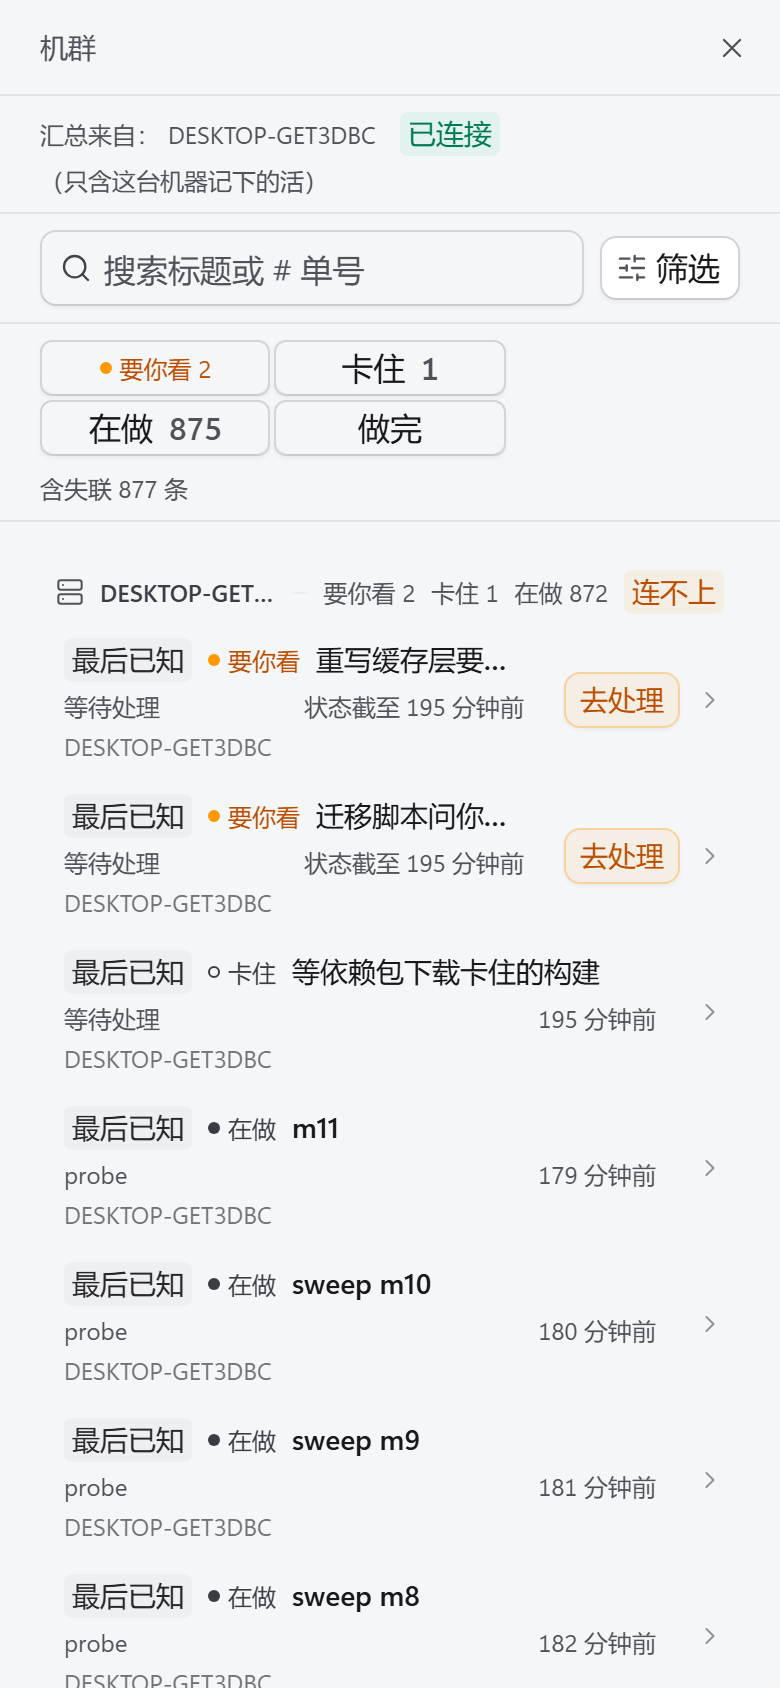 机群
汇总来自： DESKTOP-GET3DBC 已连接
（只含这台机器记下的活）
搜索标题或 # 单号 筛选
要你看 2 卡住 1
在做 875 做完
含失联 877 条
DESKTOP-GET... 要你看 2 卡住 1 在做 872 连不上
最后已知 要你看 重写缓存层要...
等待处理 状态截至 195 分钟前 去处理
DESKTOP-GET3DBC
最后已知 要你看 迁移脚本问你...
等待处理 状态截至 195 分钟前 去处理
DESKTOP-GET3DBC
最后已知 卡住 等依赖包下载卡住的构建
等待处理 195 分钟前
DESKTOP-GET3DBC
最后已知 在做 m11
probe 179 分钟前
DESKTOP-GET3DBC
最后已知 在做 sweep m10
probe 180 分钟前
DESKTOP-GET3DBC
最后已知 在做 sweep m9
probe 181 分钟前
DESKTOP-GET3DBC
最后已知 在做 sweep m8
probe 182 分钟前
DESKTOP-GET3DBC